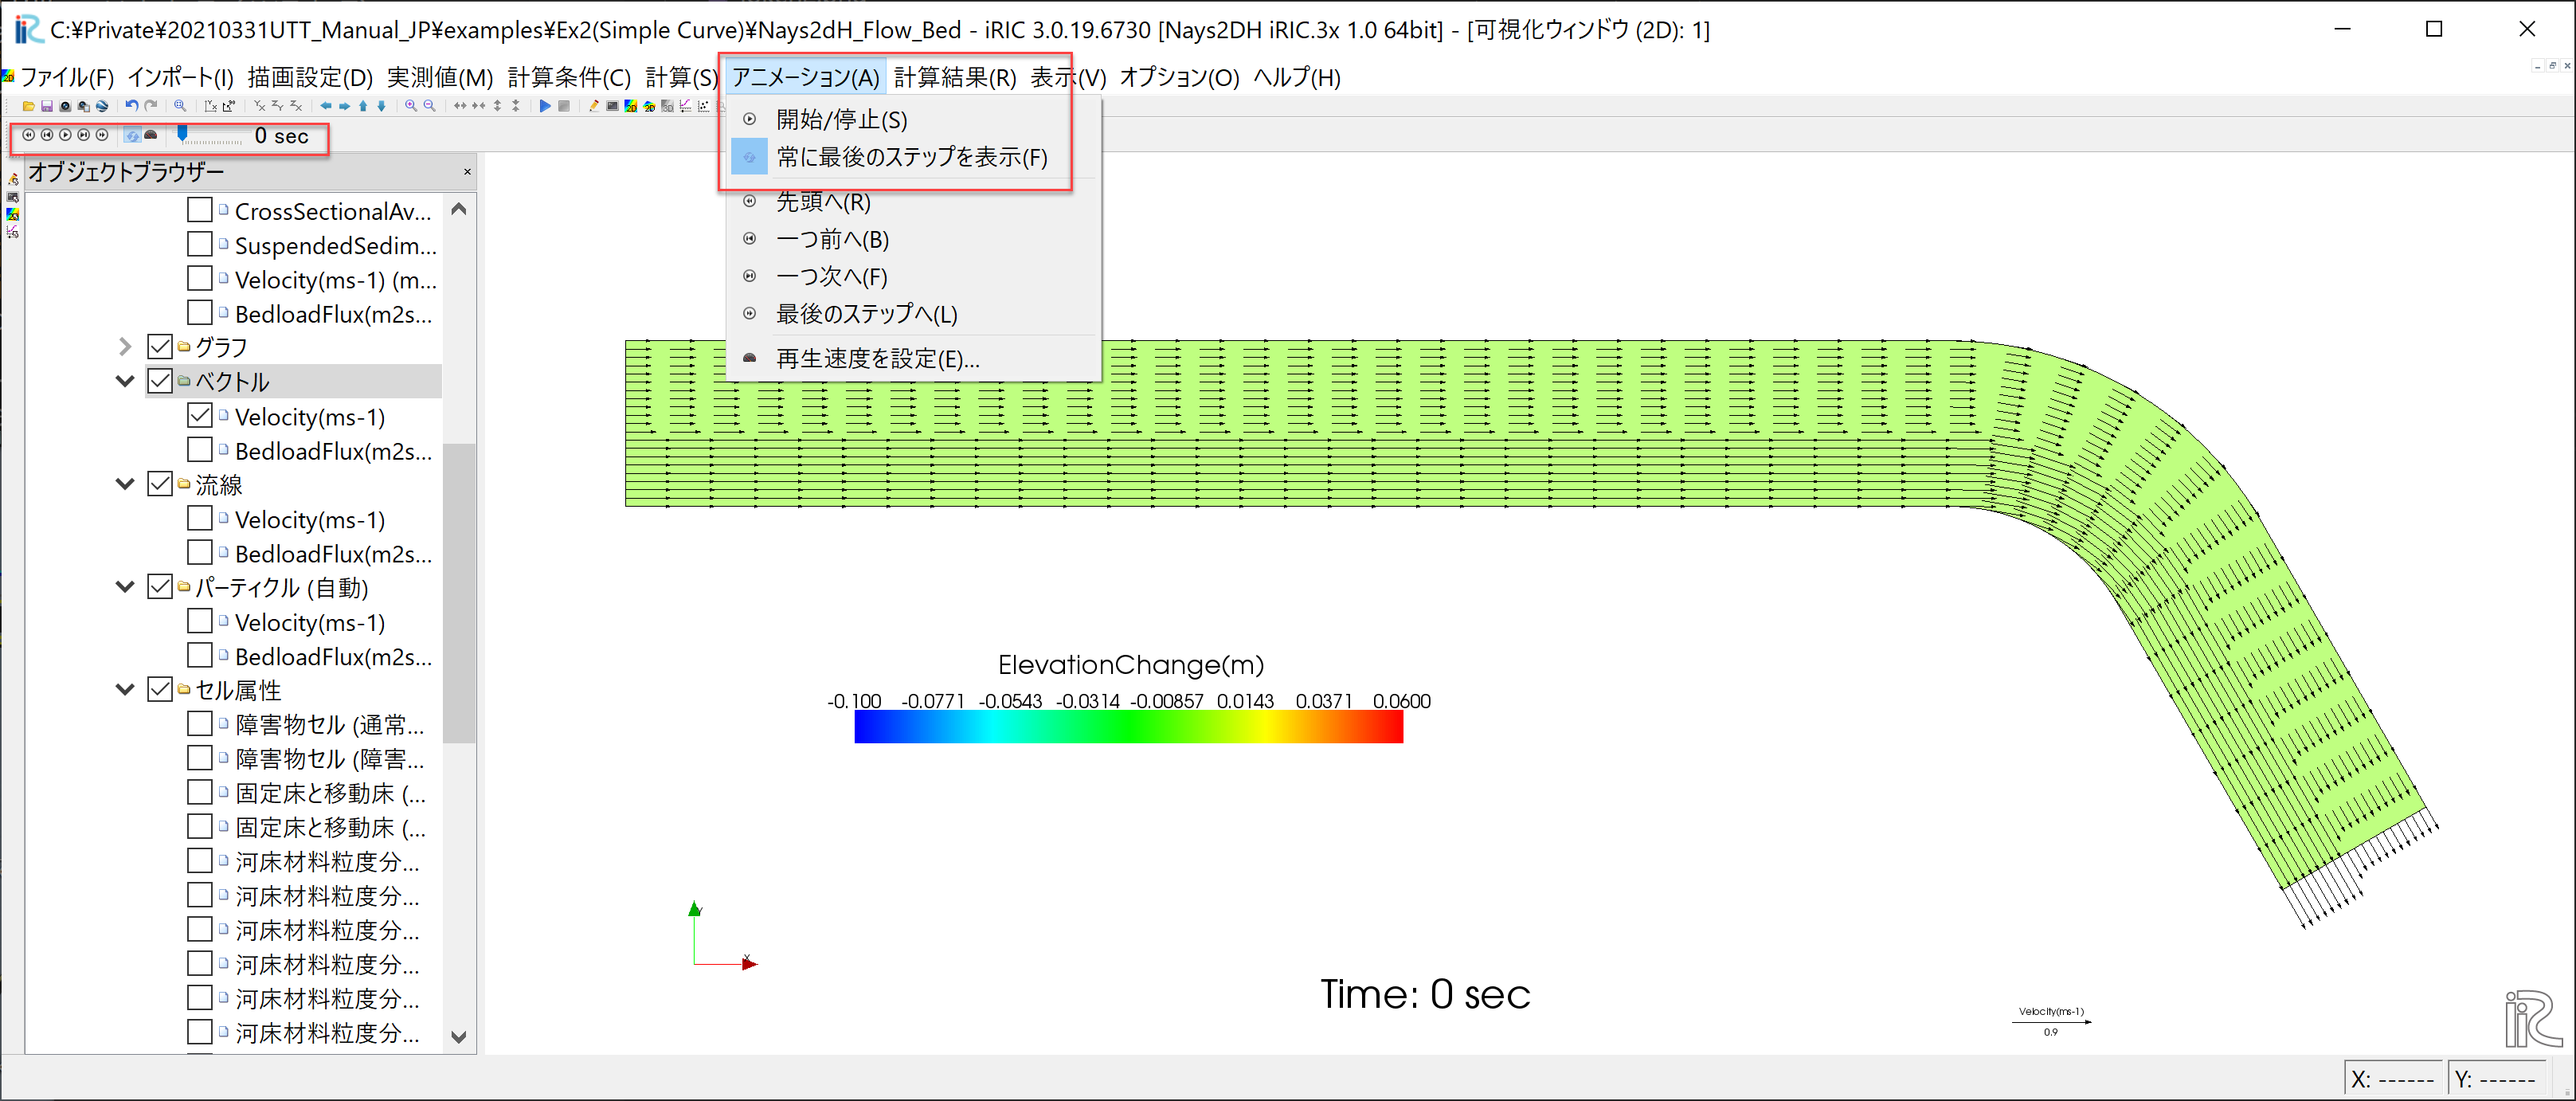 C:¥Private¥20210331UTT_Manual_JP¥examples¥Ex2(Simple Curve)¥Nays2dH_Flow_Bed - iRIC 3.0.19.6730 [Nays2DH iRIC.3x 1.0 64bit] - [可視化ウィンドウ (2D): 1]
ファイル(F) インポート(I) 描画設定(D) 実測値(M) 計算条件(C) 計算(S) アニメーション(A) 計算結果(R) 表示(V) オプション(O) ヘルプ(H)
開始/停止(S)
常に最後のステップを表示(F)
先頭へ(R)
一つ前へ(B)
一つ次へ(F)
最後のステップへ(L)
再生速度を設定(E)...
0 sec
オブジェクトブラウザー
CrossSectionalAv...
SuspendedSedim...
Velocity(ms-1) (m...
BedloadFlux(m2s...
グラフ
ベクトル
Velocity(ms-1)
BedloadFlux(m2s...
流線
Velocity(ms-1)
BedloadFlux(m2s...
パーティクル (自動)
Velocity(ms-1)
BedloadFlux(m2s...
セル属性
障害物セル (通常...
障害物セル (障害...
固定床と移動床 (...
固定床と移動床 (...
河床材料粒度分...
河床材料粒度分...
河床材料粒度分...
河床材料粒度分...
河床材料粒度分...
河床材料粒度分...
ElevationChange(m)
-0.100 -0.0771 -0.0543 -0.0314 -0.00857 0.0143 0.0371 0.0600
Y
X
Time: 0 sec
Velocity(ms-1)
0.9
iRIC
X: ------ Y: ------